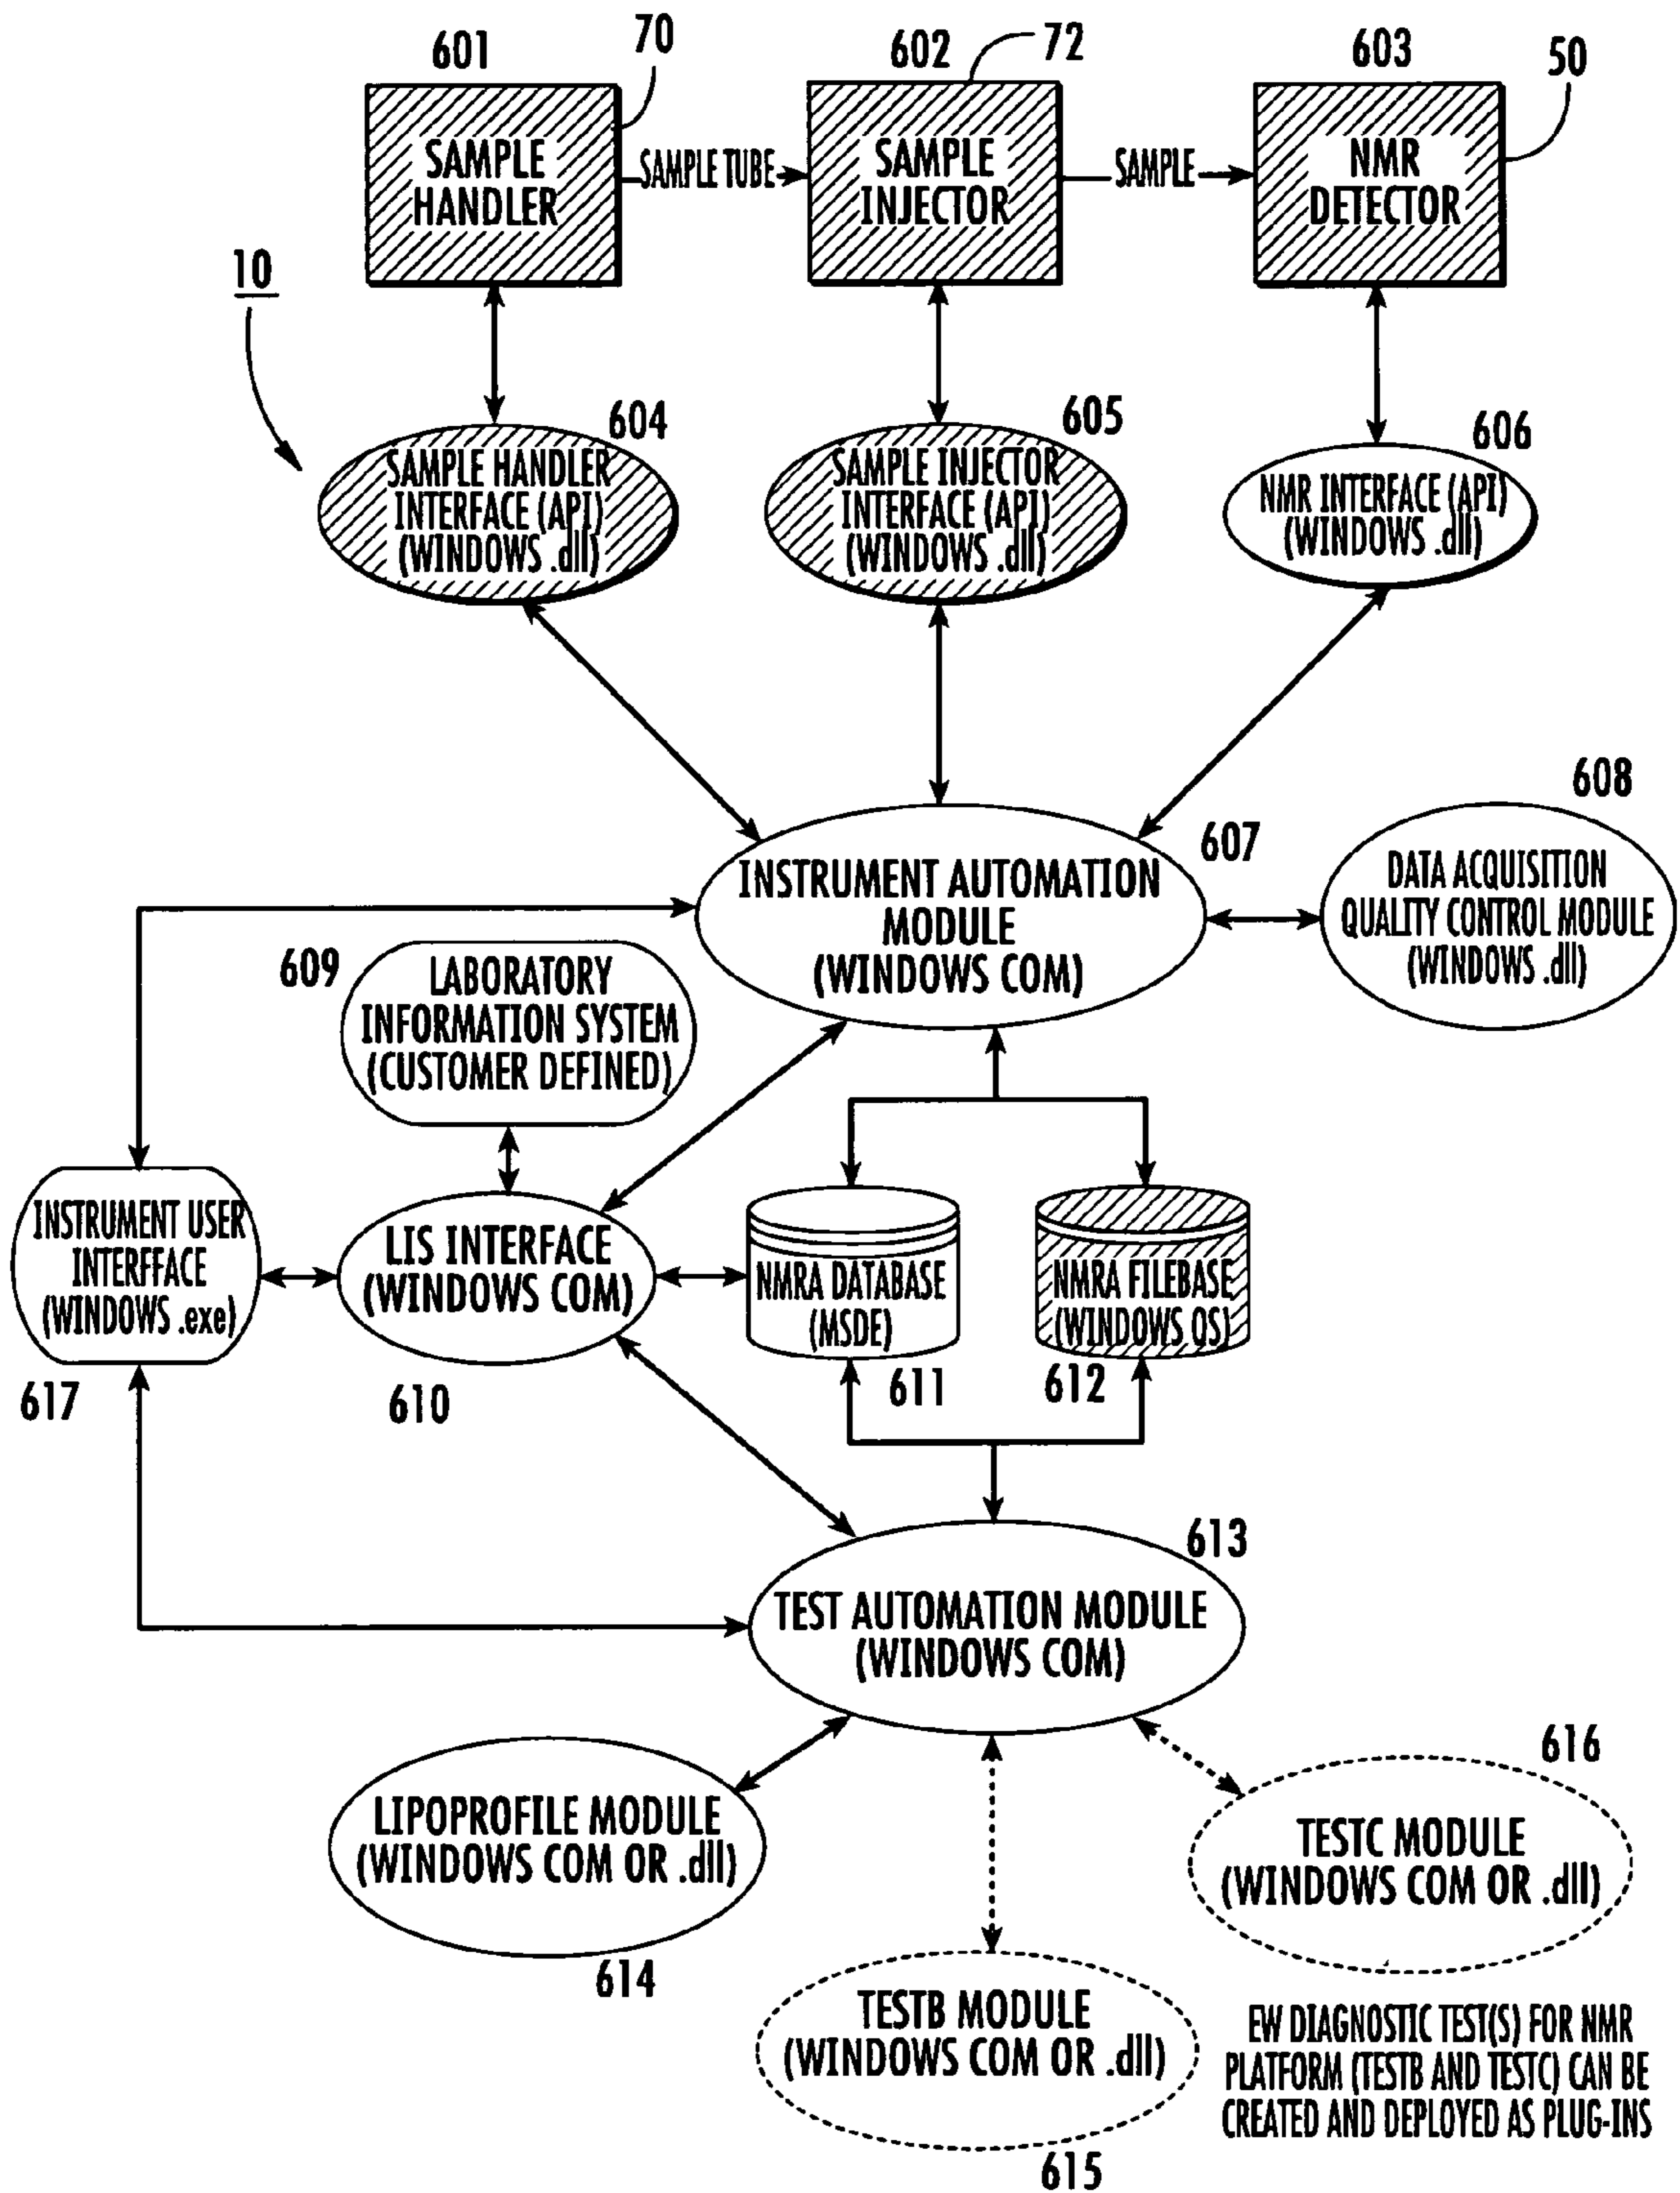 601
70
602
72
603
50
SAMPLE
HANDLER
SAMPLE TUBE
SAMPLE
INJECTOR
SAMPLE
NMR
DETECTOR
10
604
SAMPLE HANDLER
INTERFACE (API)
(WINDOWS .dll)
605
SAMPLE INJECTOR
INTERFACE (API)
(WINDOWS .dll)
606
NMR INTERFACE (API)
(WINDOWS .dll)
607
INSTRUMENT AUTOMATION
MODULE
(WINDOWS COM)
608
DATA ACQUISITION
QUALITY CONTROL MODULE
(WINDOWS .dll)
609
LABORATORY
INFORMATION SYSTEM
(CUSTOMER DEFINED)
INSTRUMENT USER
INTERFFACE
(WINDOWS .exe)
617
LIS INTERFACE
(WINDOWS COM)
610
NMRA DATABASE
(MSDE)
611
NMRA FILEBASE
(WINDOWS OS)
612
613
TEST AUTOMATION MODULE
(WINDOWS COM)
LIPOPROFILE MODULE
(WINDOWS COM OR .dll)
614
616
TESTC MODULE
(WINDOWS COM OR .dll)
TESTB MODULE
(WINDOWS COM OR .dll)
615
EW DIAGNOSTIC TEST(S) FOR NMR
PLATFORM (TESTB AND TESTC) CAN BE
CREATED AND DEPLOYED AS PLUG-INS